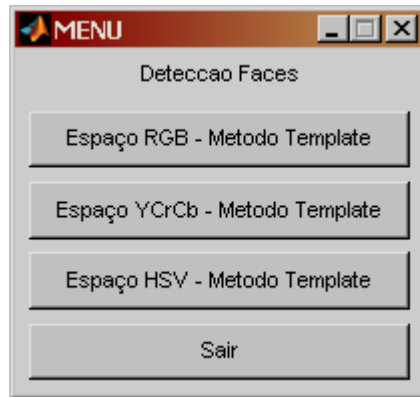 MENU
Deteccao Faces
Espaço RGB - Metodo Template
Espaço YCrCb - Metodo Template
Espaço HSV - Metodo Template
Sair